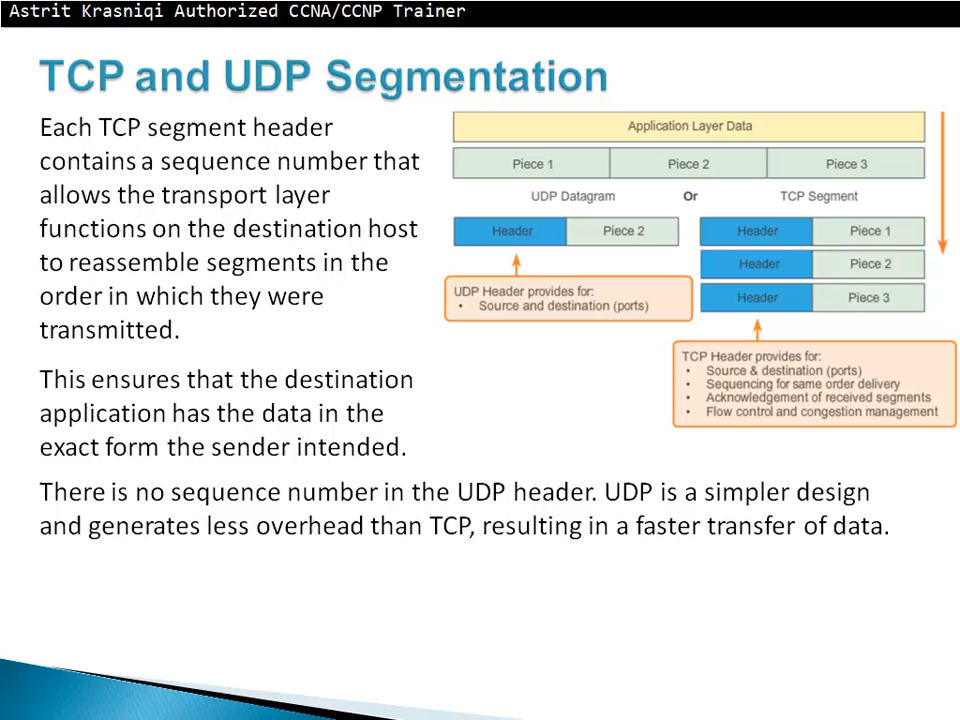 Astrit Krasniqi Authorized CCNA/CCNP Trainer
TCP and UDP Segmentation
Each TCP segment header
contains a sequence number that
allows the transport layer
functions on the destination host
to reassemble segments in the
order in which they were
transmitted.
This ensures that the destination
application has the data in the
exact form the sender intended.
There is no sequence number in the UDP header. UDP is a simpler design
and generates less overhead than TCP, resulting in a faster transfer of data.
Application Layer Data
Piece 1 Piece 2 Piece 3
UDP Datagram Or TCP Segment
Header Piece 2
Header Piece 1
Header Piece 2
Header Piece 3
UDP Header provides for:
• Source and destination (ports)
TCP Header provides for:
• Source & destination (ports)
• Sequencing for same order delivery
• Acknowledgement of received segments
• Flow control and congestion management